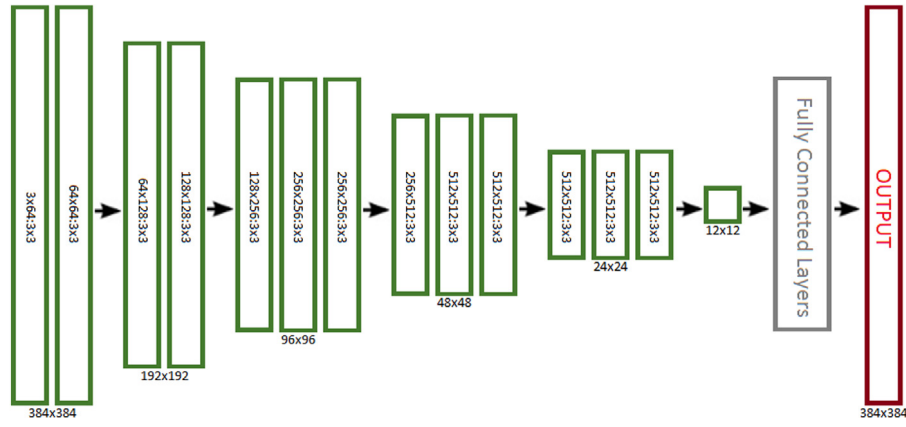 3x64:3x3
64x64:3x3
384x384
64x128:3x3
128x128:3x3
192x192
128x256:3x3
256x256:3x3
256x256:3x3
96x96
256x512:3x3
512x512:3x3
512x512:3x3
48x48
512x512:3x3
512x512:3x3
512x512:3x3
24x24
12x12
Fully Connected Layers
OUTPUT
384x384